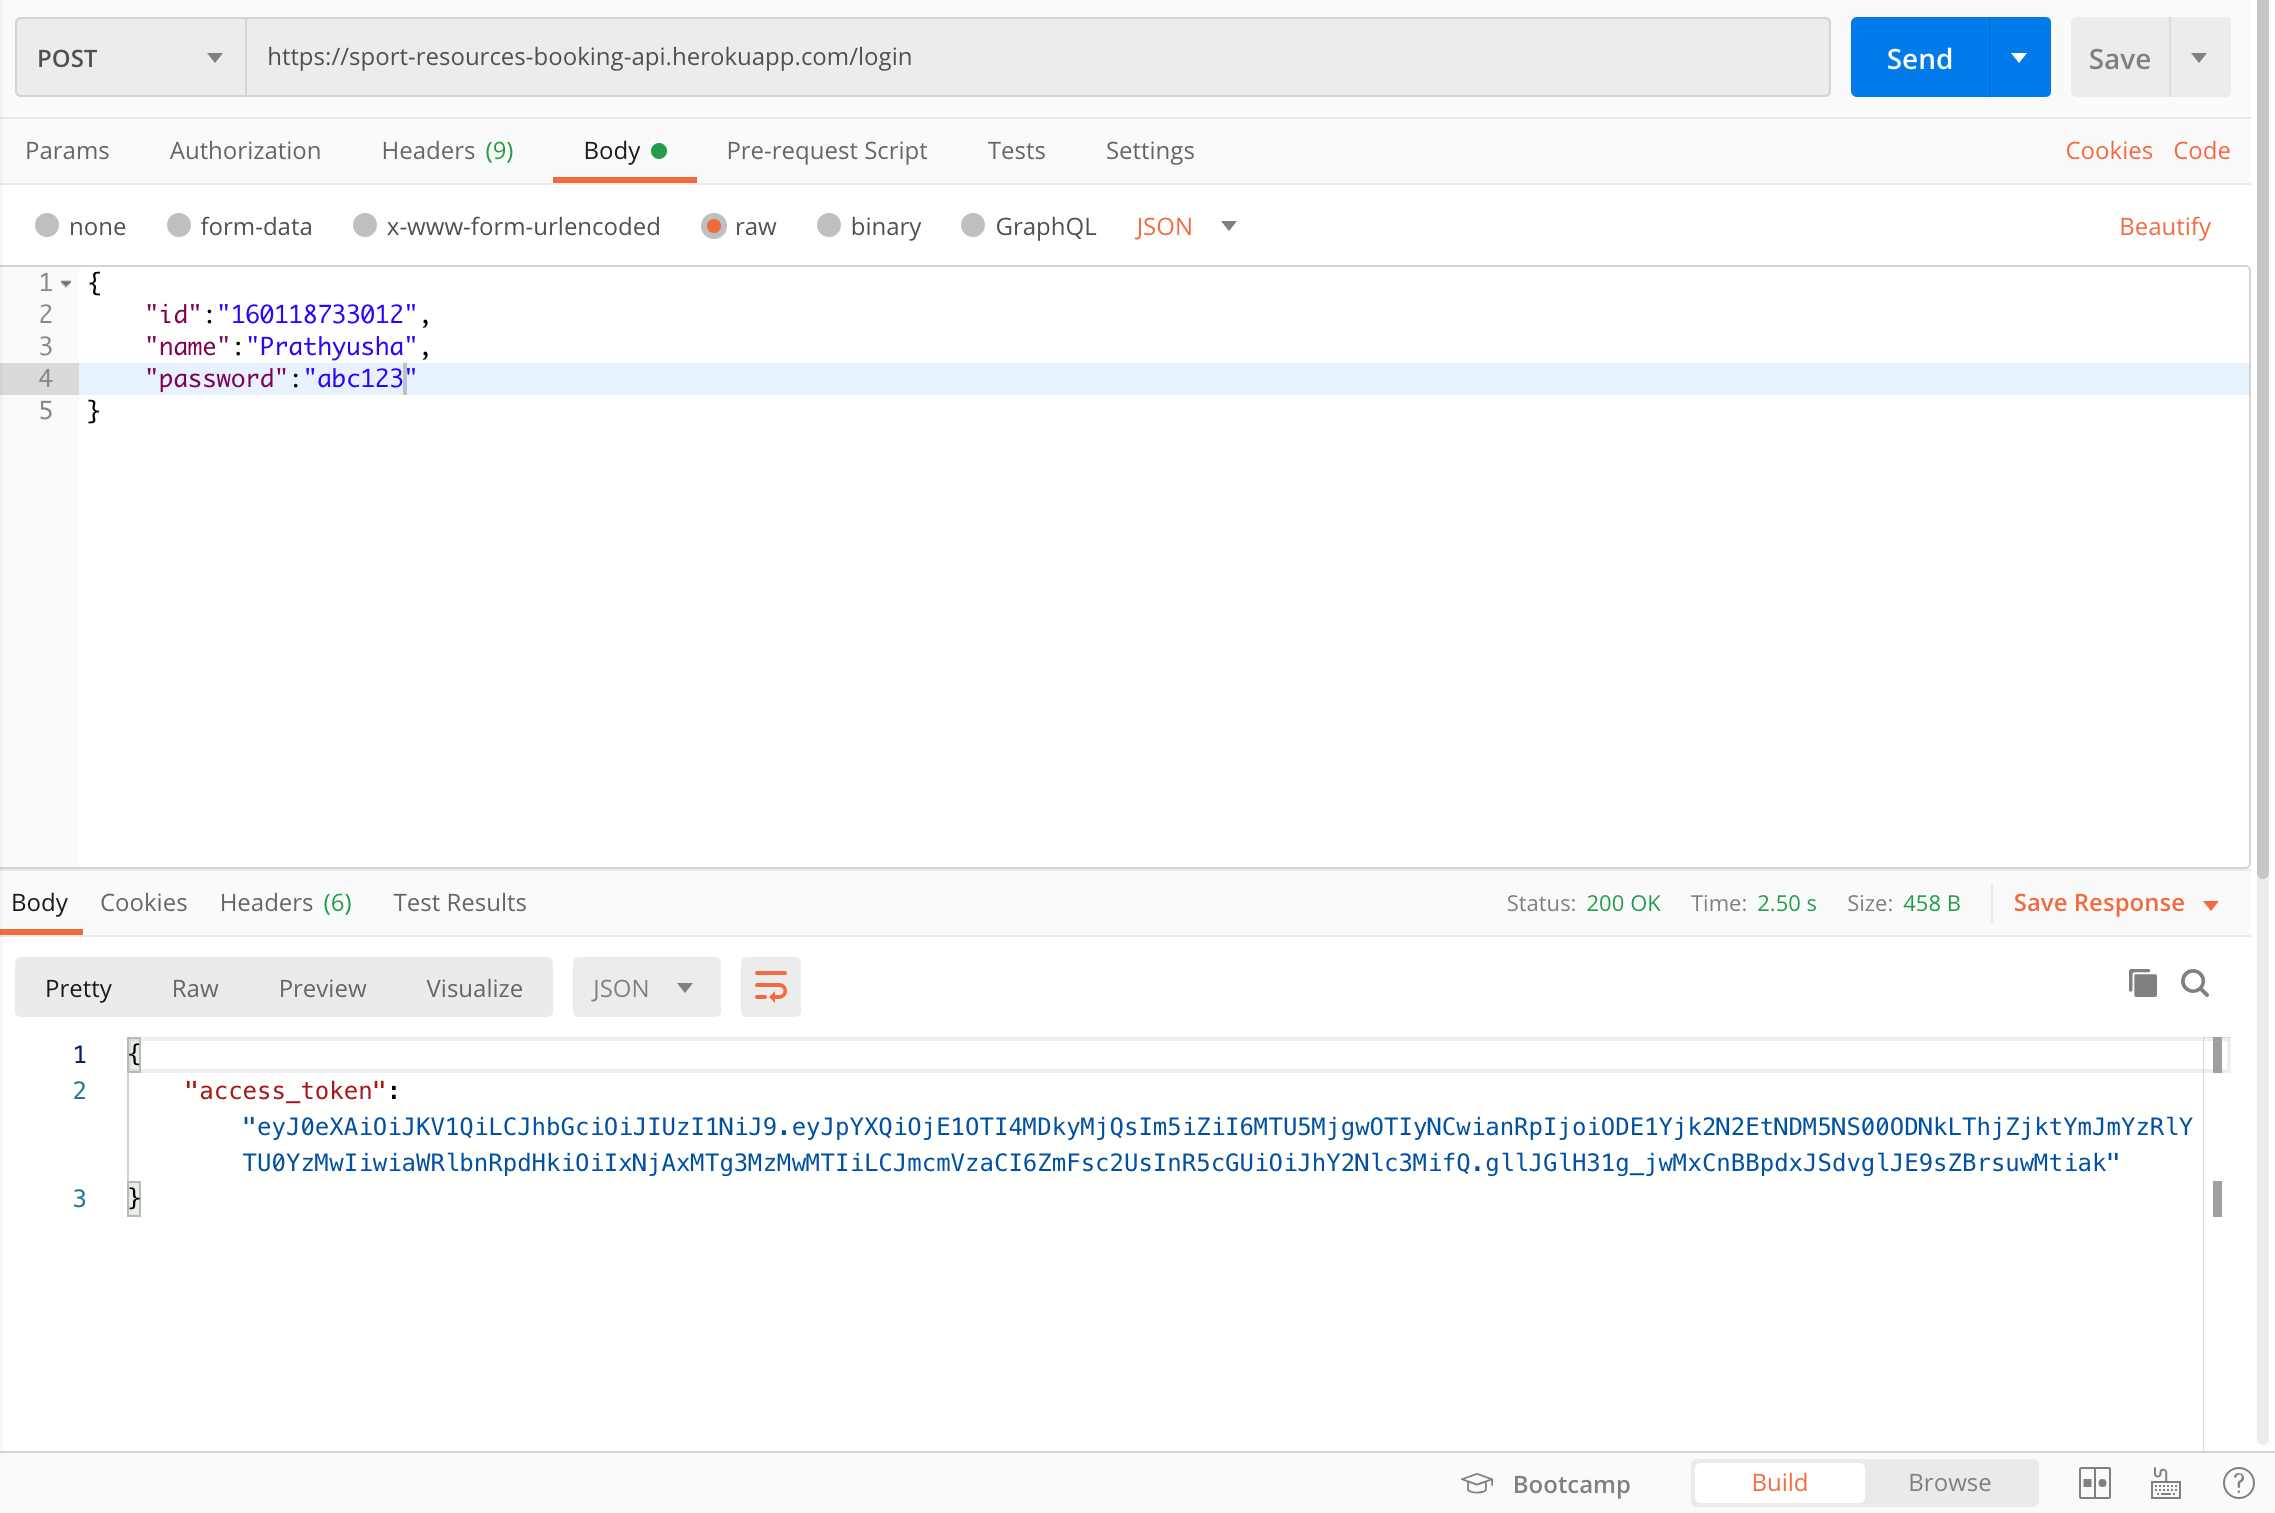 POST https://sport-resources-booking-api.herokuapp.com/login Send Save
Params Authorization Headers (9) Body Pre-request Script Tests Settings Cookies Code
none form-data x-www-form-urlencoded raw binary GraphQL JSON Beautify
1 {
2 "id":"160118733012",
3 "name":"Prathyusha",
4 "password":"abc123"
5 }
Body Cookies Headers (6) Test Results Status: 200 OK Time: 2.50 s Size: 458 B Save Response
Pretty Raw Preview Visualize JSON
1 {
2 "access_token":
"eyJ0eXAiOiJKV1QiLCJhbGciOiJIUzI1NiJ9.eyJpYXQiOjE1OTI4MDkyMjQsIm5iZiI6MTU5MjgwOTIyNCwianRpIjoiODE1Yjk2N2EtNDM5NS00ODNkLThjZjktYmJmYzRlY
TU0YzMwIiwiaWRlbnRpdHkiOiIxNjAxMTg3MzMwMTIiLCJmcmVzaCI6ZmFsc2UsInR5cGUiOiJhY2Nlc3MifQ.gllJGlH31g_jwMxCnBBpdxJSdvglJE9sZBrsuwMtiak"
3 }
Bootcamp Build Browse